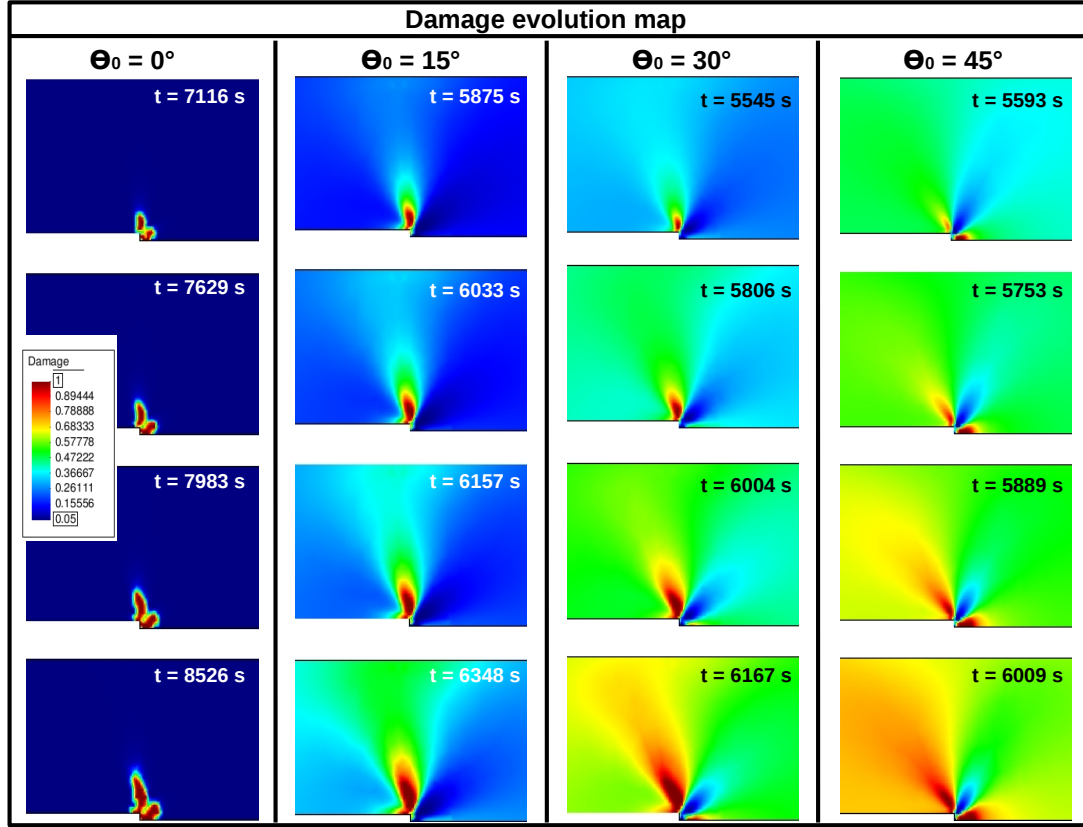 Damage evolution map
ϴ₀ = 0° ϴ₀ = 15° ϴ₀ = 30° ϴ₀ = 45°
t = 7116 s t = 5875 s t = 5545 s t = 5593 s
t = 7629 s t = 6033 s t = 5806 s t = 5753 s
Damage
1
0.89444
0.78888
0.68333
0.57778
0.47222
0.36667
0.26111
0.15556
0.05
t = 7983 s t = 6157 s t = 6004 s t = 5889 s
t = 8526 s t = 6348 s t = 6167 s t = 6009 s